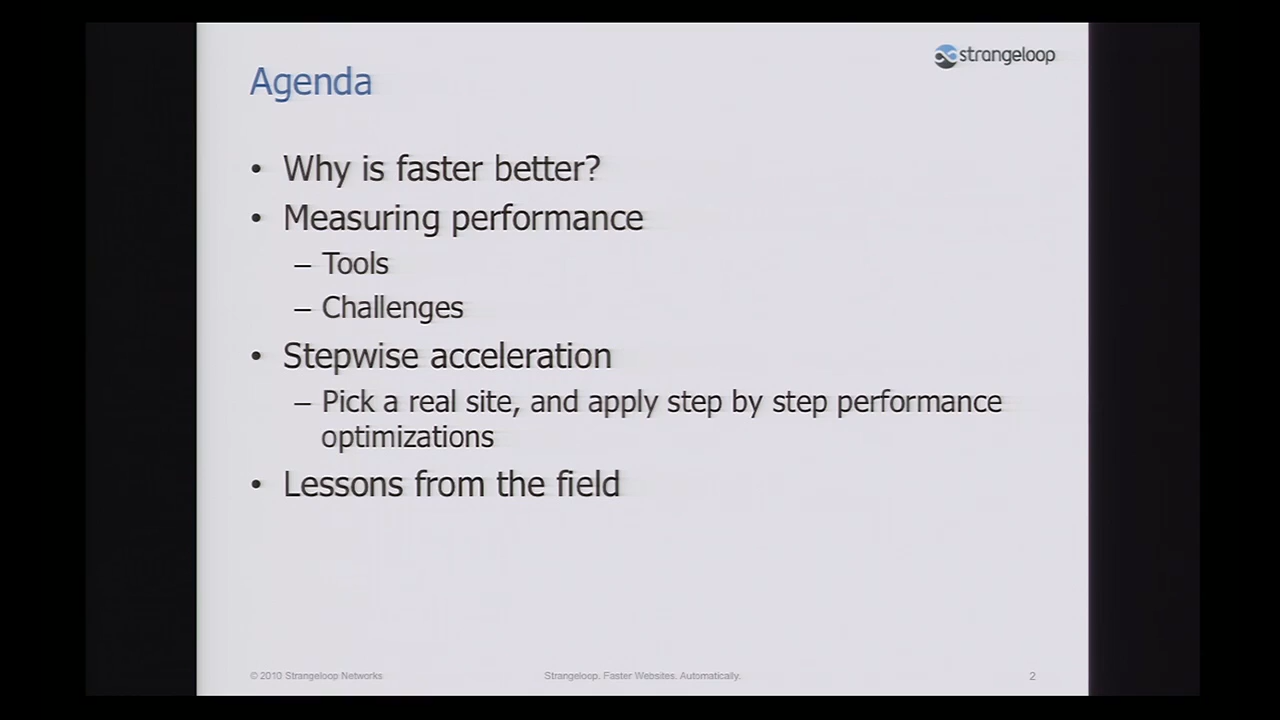 strangeloop
Agenda
• Why is faster better?
• Measuring performance
– Tools
– Challenges
• Stepwise acceleration
– Pick a real site, and apply step by step performance
optimizations
• Lessons from the field
© 2010 Strangeloop Networks
Strangeloop. Faster Websites. Automatically.
2